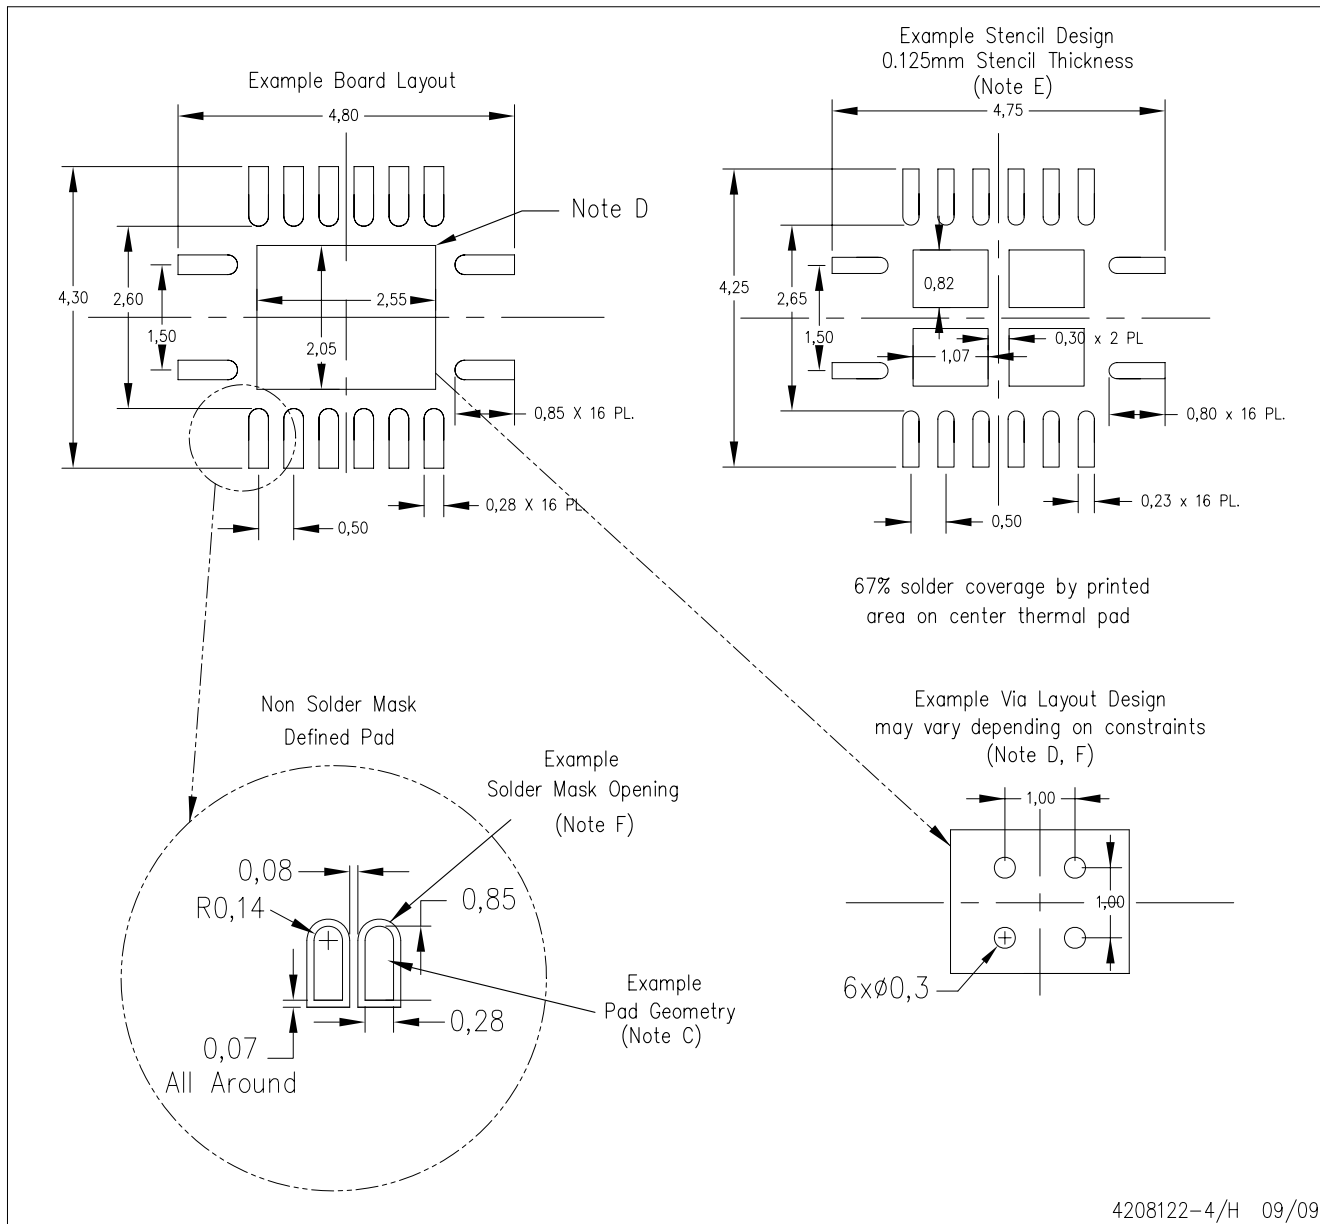 Example Board Layout
4,80
Note D
4,30
2,60
1,50
2,55
2,05
0,85 X 16 PL.
0,28 X 16 PL
0,50
Example Stencil Design
0.125mm Stencil Thickness
(Note E)
4,75
4,25
2,65
1,50
0,82
0,30 x 2 PL
1,07
0,80 x 16 PL.
0,23 x 16 PL.
0,50
67% solder coverage by printed
area on center thermal pad
Non Solder Mask
Defined Pad
Example
Solder Mask Opening
(Note F)
0,08
R0,14
0,85
Example
Pad Geometry
(Note C)
0,28
0,07
All Around
Example Via Layout Design
may vary depending on constraints
(Note D, F)
1,00
1,00
6xø0,3
4208122-4/H 09/09